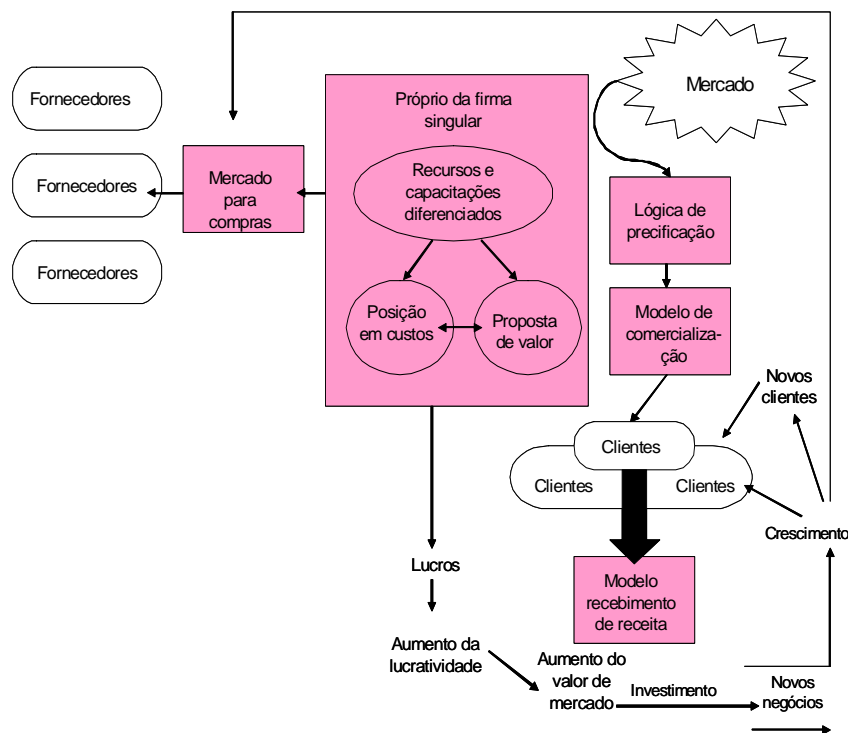 Fornecedores
Fornecedores
Fornecedores
Mercado
para
compras
Próprio da firma
singular
Recursos e
capacitações
diferenciados
Posição
em custos
Proposta
de valor
Mercado
Lógica de
precificação
Modelo de
comercializa-
ção
Novos
clientes
Clientes
Clientes
Clientes
Crescimento
Modelo
recebimento
de receita
Lucros
Aumento da
lucratividade
Aumento do
valor de
mercado
Investimento
Novos
negócios